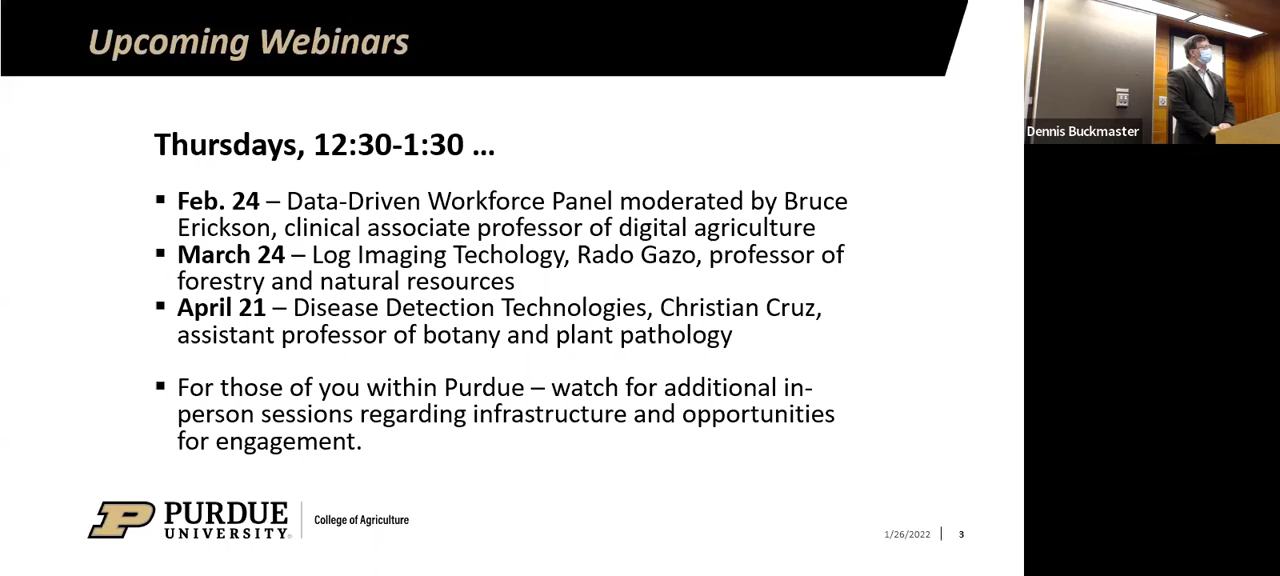 Upcoming Webinars
Dennis Buckmaster
Thursdays, 12:30-1:30 ...
▪ Feb. 24 – Data-Driven Workforce Panel moderated by Bruce
Erickson, clinical associate professor of digital agriculture
▪ March 24 – Log Imaging Techology, Rado Gazo, professor of
forestry and natural resources
▪ April 21 – Disease Detection Technologies, Christian Cruz,
assistant professor of botany and plant pathology
▪ For those of you within Purdue – watch for additional in-
person sessions regarding infrastructure and opportunities
for engagement.
P PURDUE
UNIVERSITY®
College of Agriculture
1/26/2022 | 3